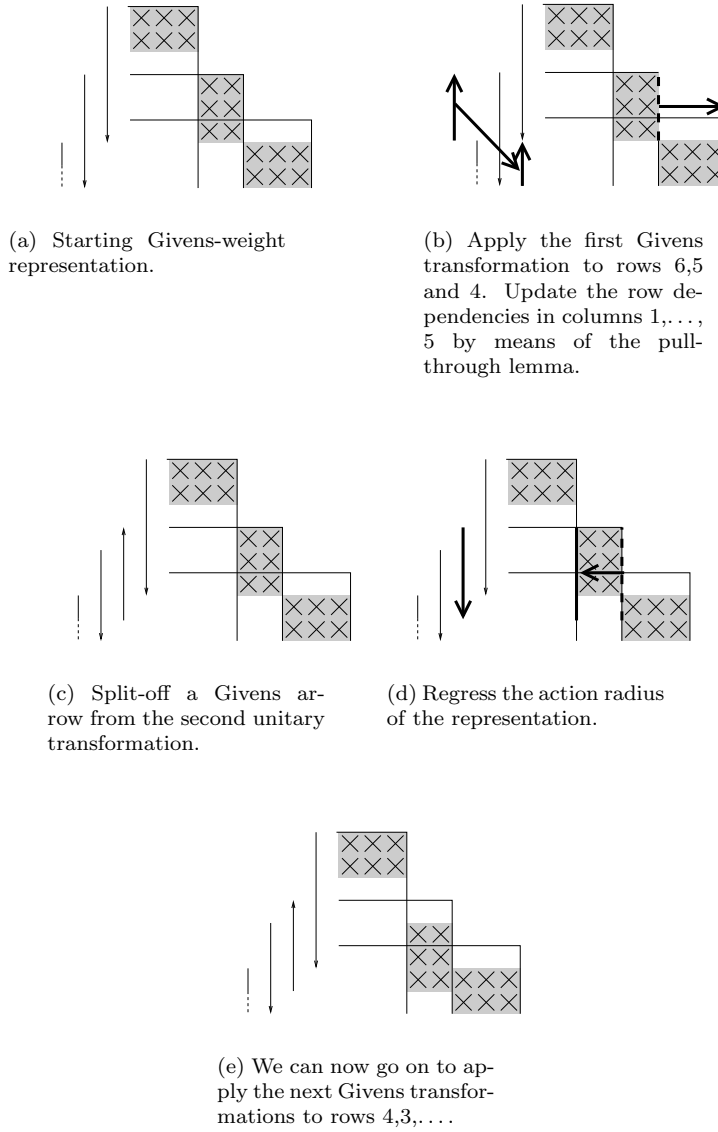 (a) Starting Givens-weight
representation.
(b) Apply the first Givens
transformation to rows 6,5
and 4. Update the row de-
pendencies in columns 1,...,
5 by means of the pull-
through lemma.
(c) Split-off a Givens ar-
row from the second unitary
transformation.
(d) Regress the action radius
of the representation.
(e) We can now go on to ap-
ply the next Givens transfor-
mations to rows 4,3,....